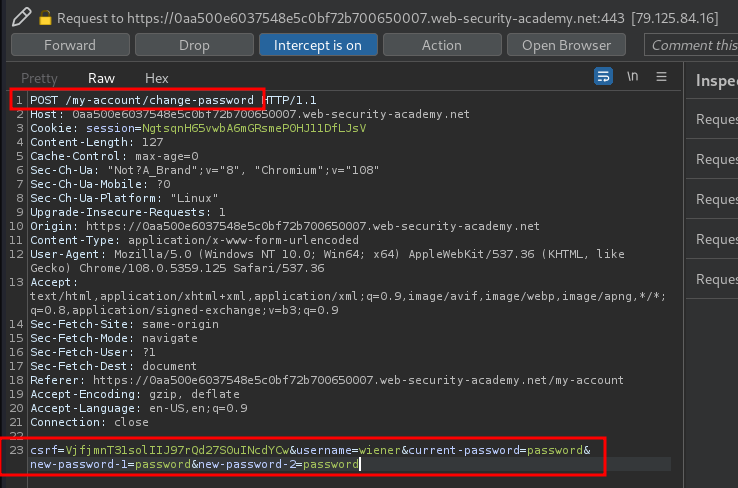 Request to https://0aa500e6037548e5c0bf72b700650007.web-security-academy.net:443 [79.125.84.16]
Forward Drop Intercept is on Action Open Browser Comment this
Pretty Raw Hex \n Inspe
1 POST /my-account/change-password HTTP/1.1
2 Host: 0aa500e6037548e5c0bf72b700650007.web-security-academy.net
3 Cookie: session=NgtsqnH65vwbA6mGRsmePOHJ11DfLJsV
4 Content-Length: 127
5 Cache-Control: max-age=0
6 Sec-Ch-Ua: "Not?A_Brand";v="8", "Chromium";v="108"
7 Sec-Ch-Ua-Mobile: ?0
8 Sec-Ch-Ua-Platform: "Linux"
9 Upgrade-Insecure-Requests: 1
10 Origin: https://0aa500e6037548e5c0bf72b700650007.web-security-academy.net
11 Content-Type: application/x-www-form-urlencoded
12 User-Agent: Mozilla/5.0 (Windows NT 10.0; Win64; x64) AppleWebKit/537.36 (KHTML, like
Gecko) Chrome/108.0.5359.125 Safari/537.36
13 Accept:
text/html,application/xhtml+xml,application/xml;q=0.9,image/avif,image/webp,image/apng,*/*;
q=0.8,application/signed-exchange;v=b3;q=0.9
14 Sec-Fetch-Site: same-origin
15 Sec-Fetch-Mode: navigate
16 Sec-Fetch-User: ?1
17 Sec-Fetch-Dest: document
18 Referer: https://0aa500e6037548e5c0bf72b700650007.web-security-academy.net/my-account
19 Accept-Encoding: gzip, deflate
20 Accept-Language: en-US,en;q=0.9
21 Connection: close
22
23 csrf=VjfjmnT31solIIJ97rQd27SOuINcdYCw&username=wiener&current-password=password&
new-password-1=password&new-password-2=password
Reque
Reque
Reque
Reque
Reque